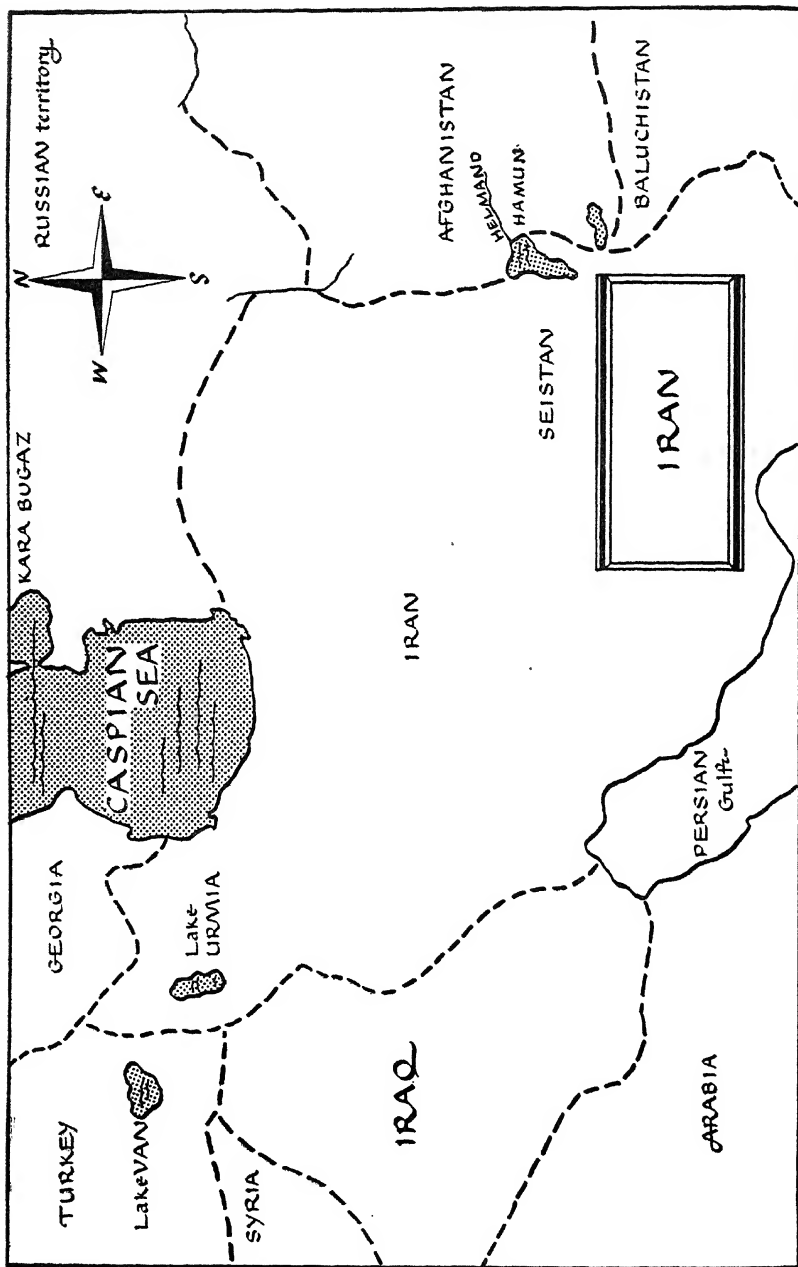 RUSSIAN territory
N
E
S
W
KARA BUGAZ
CASPIAN
SEA
GEORGIA
TURKEY
Lake VAN
Lake
URMIA
SYRIA
IRAQ
ARABIA
IRAN
PERSIAN
Gulf
AFGHANISTAN
HELMAND
HAMUN
SEISTAN
BALUCHISTAN
IRAN